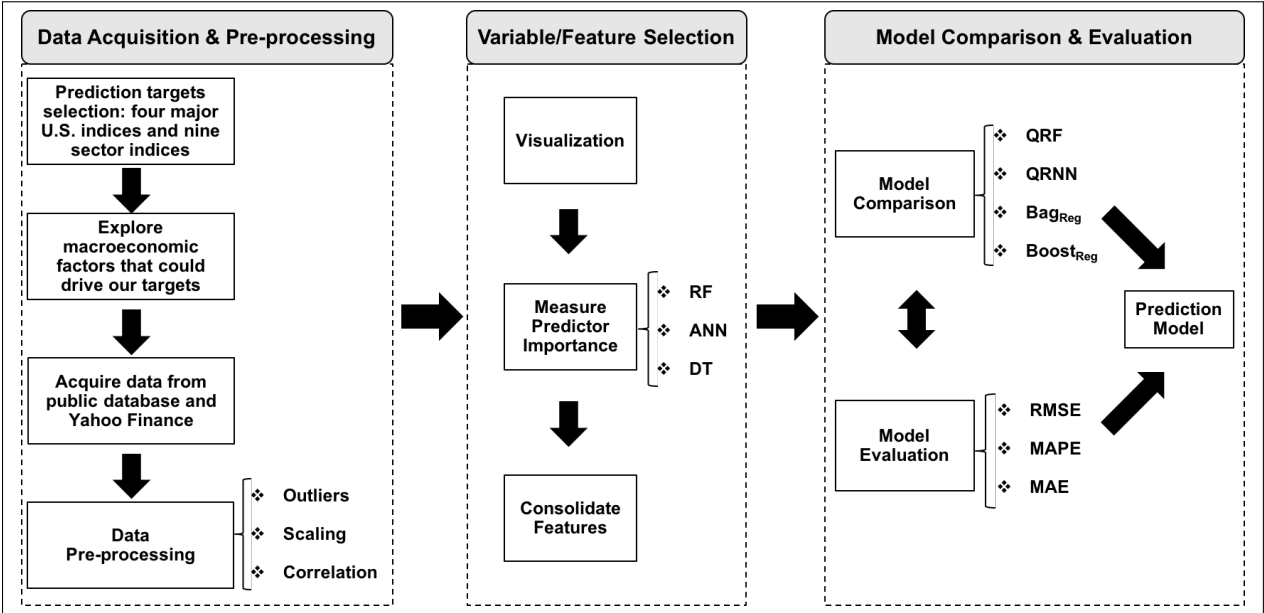 Data Acquisition & Pre-processing
Prediction targets
selection: four major
U.S. indices and nine
sector indices
Explore
macroeconomic
factors that could
drive our targets
Acquire data from
public database and
Yahoo Finance
Data
Pre-processing
❖ Outliers
❖ Scaling
❖ Correlation
Variable/Feature Selection
Visualization
Measure
Predictor
Importance
❖ RF
❖ ANN
❖ DT
Consolidate
Features
Model Comparison & Evaluation
Model
Comparison
❖ QRF
❖ QRNN
❖ BagReg
❖ BoostReg
Model
Evaluation
❖ RMSE
❖ MAPE
❖ MAE
Prediction
Model